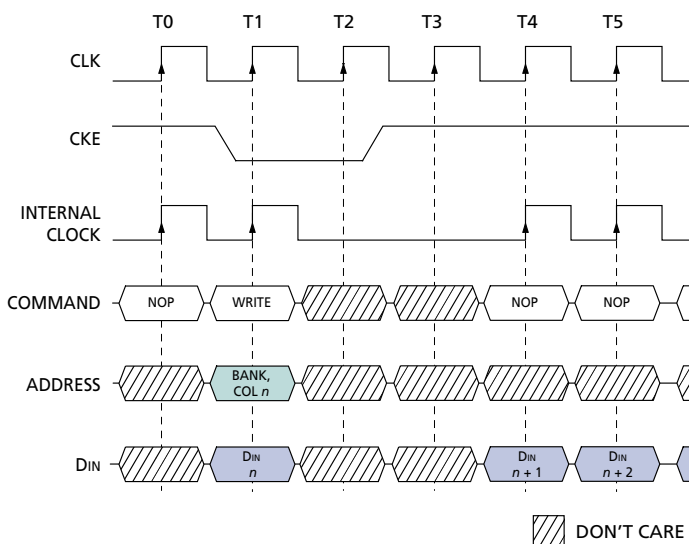 T0 T1 T2 T3 T4 T5
CLK
CKE
INTERNAL
CLOCK
COMMAND NOP WRITE NOP NOP
ADDRESS BANK,
COL n
DIN DIN
n DIN
n + 1 DIN
n + 2
DON'T CARE